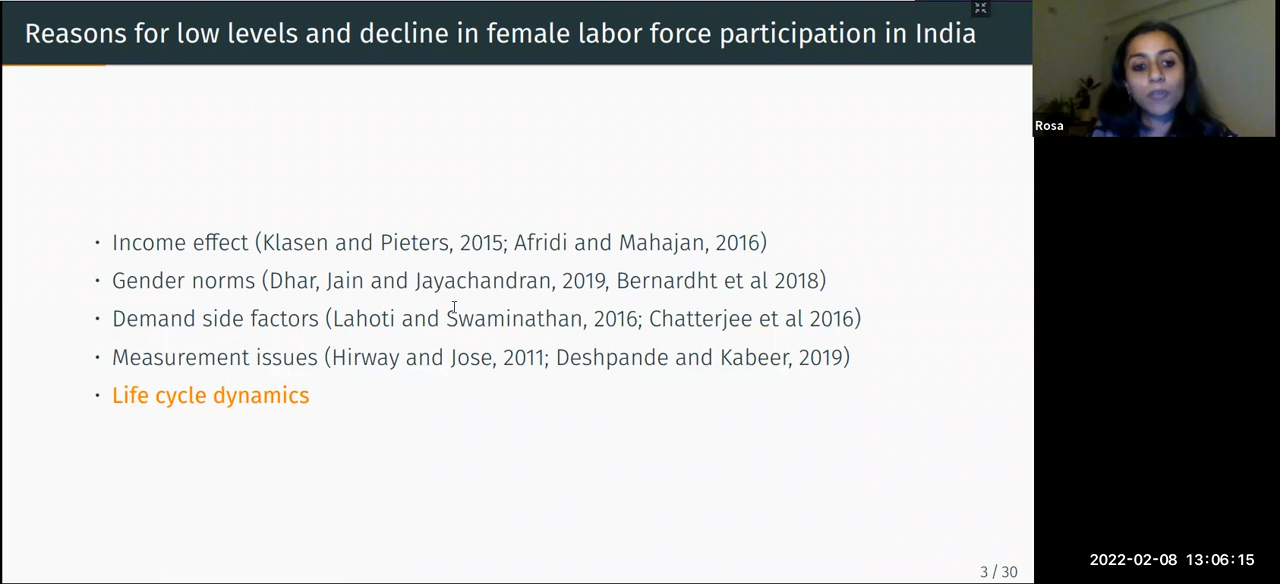 Reasons for low levels and decline in female labor force participation in India
Rosa
· Income effect (Klasen and Pieters, 2015; Afridi and Mahajan, 2016)
· Gender norms (Dhar, Jain and Jayachandran, 2019, Bernardht et al 2018)
· Demand side factors (Lahoti and Swaminathan, 2016; Chatterjee et al 2016)
· Measurement issues (Hirway and Jose, 2011; Deshpande and Kabeer, 2019)
· Life cycle dynamics
3 / 30
2022-02-08 13:06:15